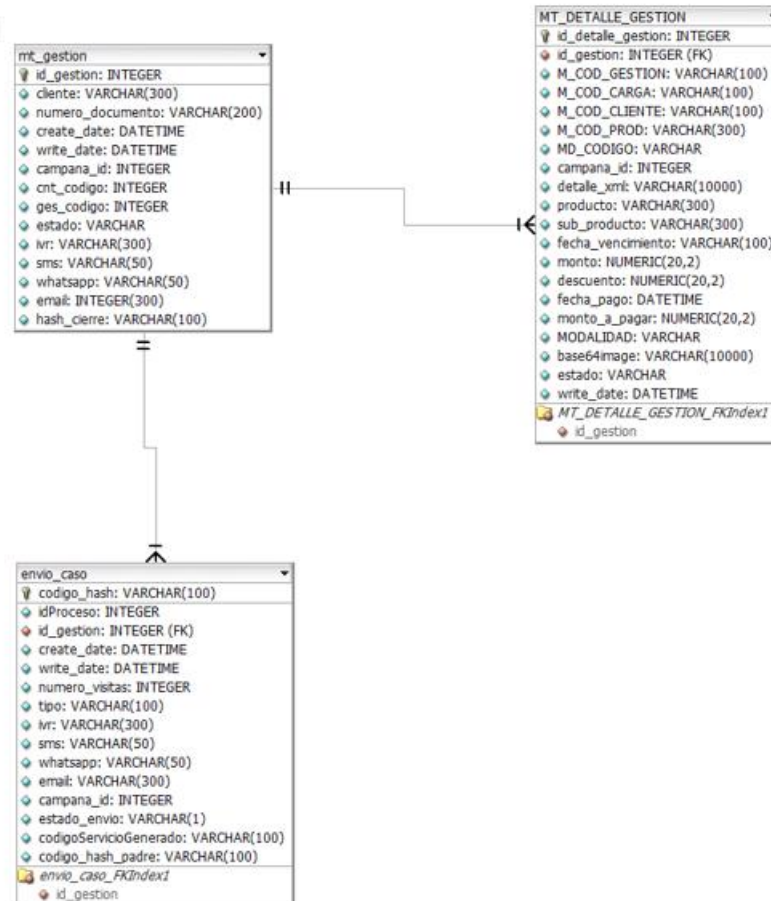 mt_gestion
id_gestion: INTEGER
cliente: VARCHAR(300)
numero_documento: VARCHAR(200)
create_date: DATETIME
write_date: DATETIME
campana_id: INTEGER
cnt_codigo: INTEGER
ges_codigo: INTEGER
estado: VARCHAR
ivr: VARCHAR(300)
sms: VARCHAR(50)
whatsapp: VARCHAR(50)
email: INTEGER(300)
hash_cierre: VARCHAR(100)
MT_DETALLE_GESTION
id_detalle_gestion: INTEGER
id_gestion: INTEGER (FK)
M_COD_GESTION: VARCHAR(100)
M_COD_CARGA: VARCHAR(100)
M_COD_CLIENTE: VARCHAR(100)
M_COD_PROD: VARCHAR(300)
MD_CODIGO: VARCHAR
campana_id: INTEGER
detalle_xml: VARCHAR(10000)
producto: VARCHAR(300)
sub_producto: VARCHAR(300)
fecha_vencimiento: VARCHAR(100)
monto: NUMERIC(20,2)
descuento: NUMERIC(20,2)
fecha_pago: DATETIME
monto_a_pagar: NUMERIC(20,2)
MODALIDAD: VARCHAR
base64image: VARCHAR(10000)
estado: VARCHAR
write_date: DATETIME
MT_DETALLE_GESTION_FKIndex1
id_gestion
envio_caso
codigo_hash: VARCHAR(100)
idProceso: INTEGER
id_gestion: INTEGER (FK)
create_date: DATETIME
write_date: DATETIME
numero_visitas: INTEGER
tipo: VARCHAR(100)
ivr: VARCHAR(300)
sms: VARCHAR(50)
whatsapp: VARCHAR(50)
email: VARCHAR(300)
campana_id: INTEGER
estado_envio: VARCHAR(1)
codigoServicioGenerado: VARCHAR(100)
codigo_hash_padre: VARCHAR(100)
envio_caso_FKIndex1
id_gestion